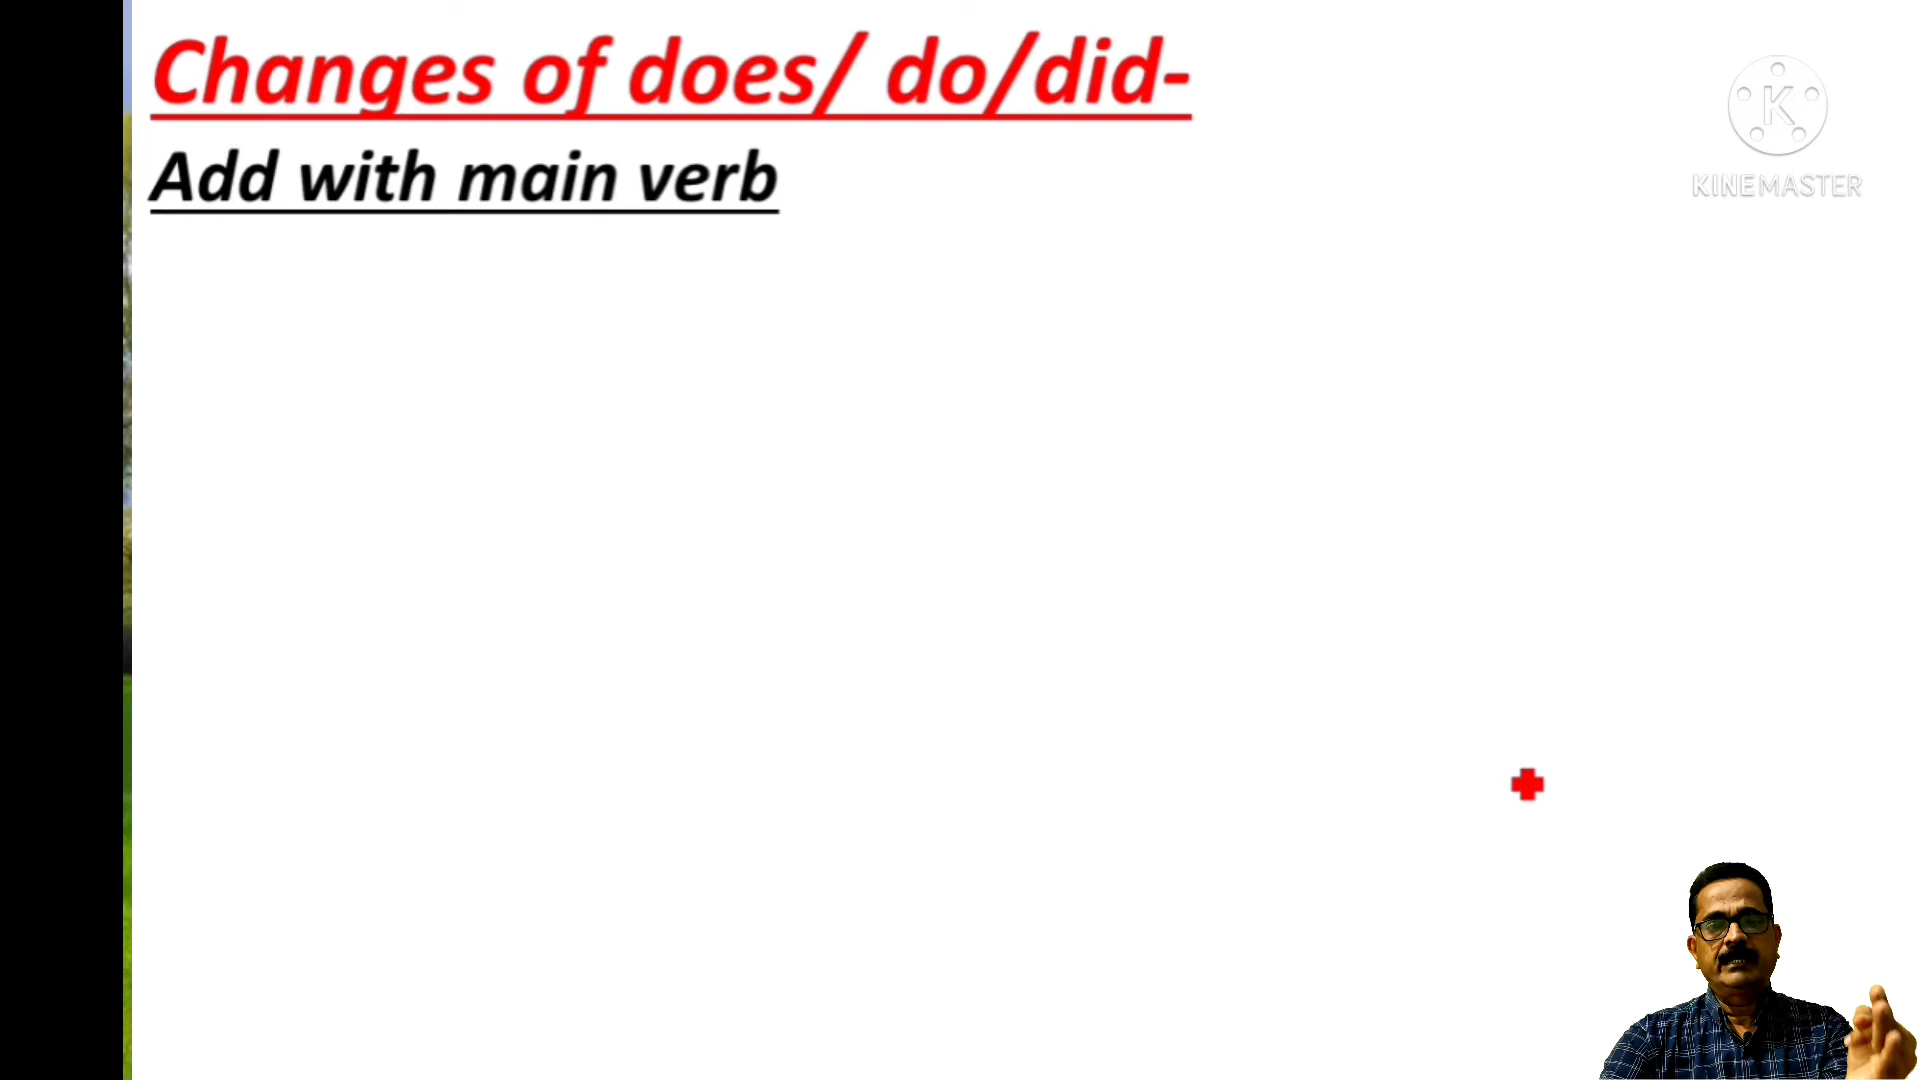 Changes of does/ do/did-
Add with main verb
K
KINEMASTER